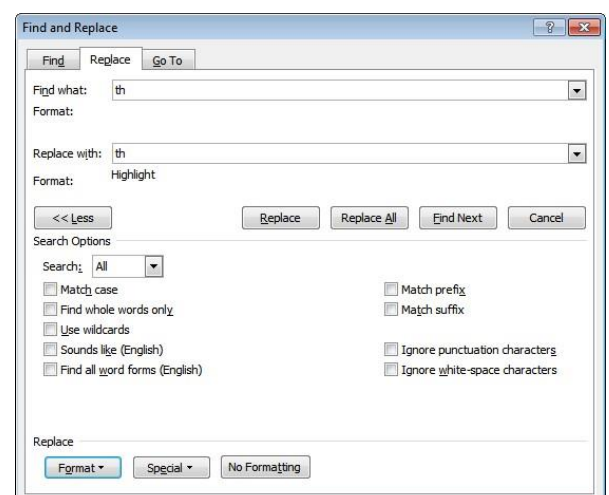 Find and Replace
Find Replace Go To
Find what: th
Format:
Replace with: th
Format: Highlight
<< Less Replace Replace All Find Next Cancel
Search Options
Search: All
Match case Match prefix
Find whole words only Match suffix
Use wildcards
Sounds like (English) Ignore punctuation characters
Find all word forms (English) Ignore white-space characters
Replace
Format Special No Formatting